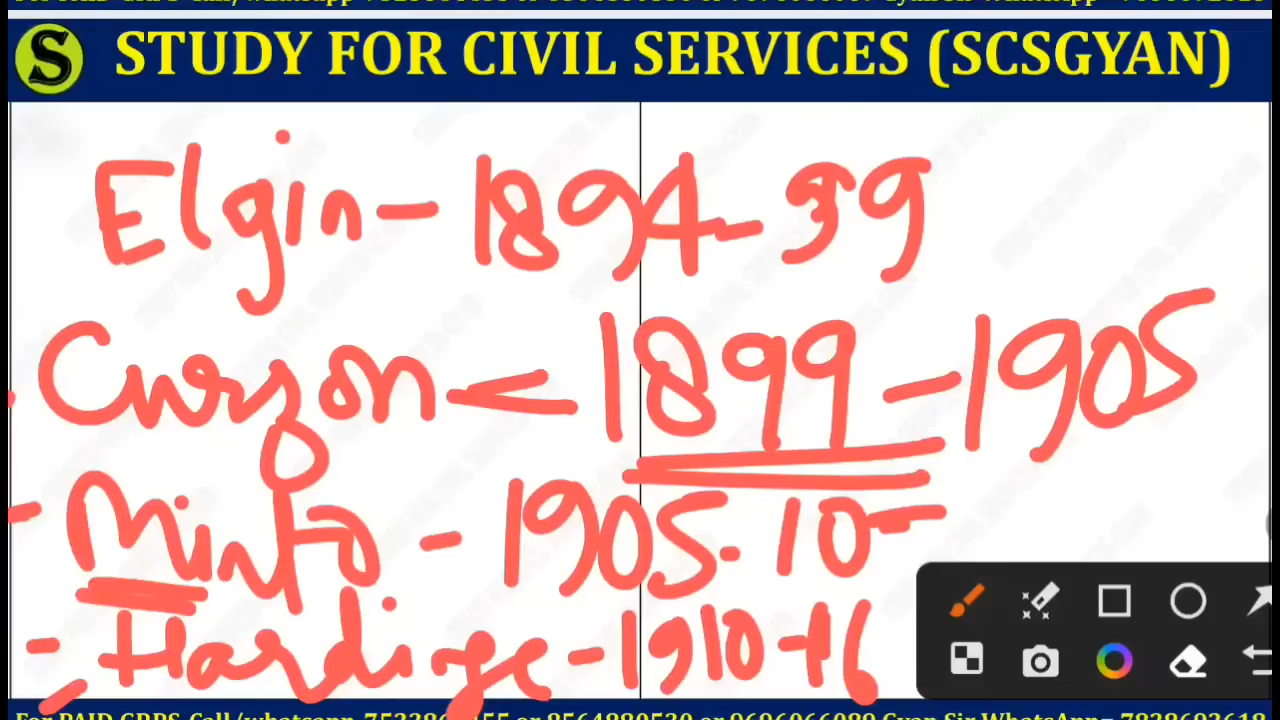 S STUDY FOR CIVIL SERVICES (SCSGYAN)
Elgin - 1894 - 99
Curzon - 1899 - 1905
- Minto - 1905 - 10 -
- Hardinge - 1910 - 16